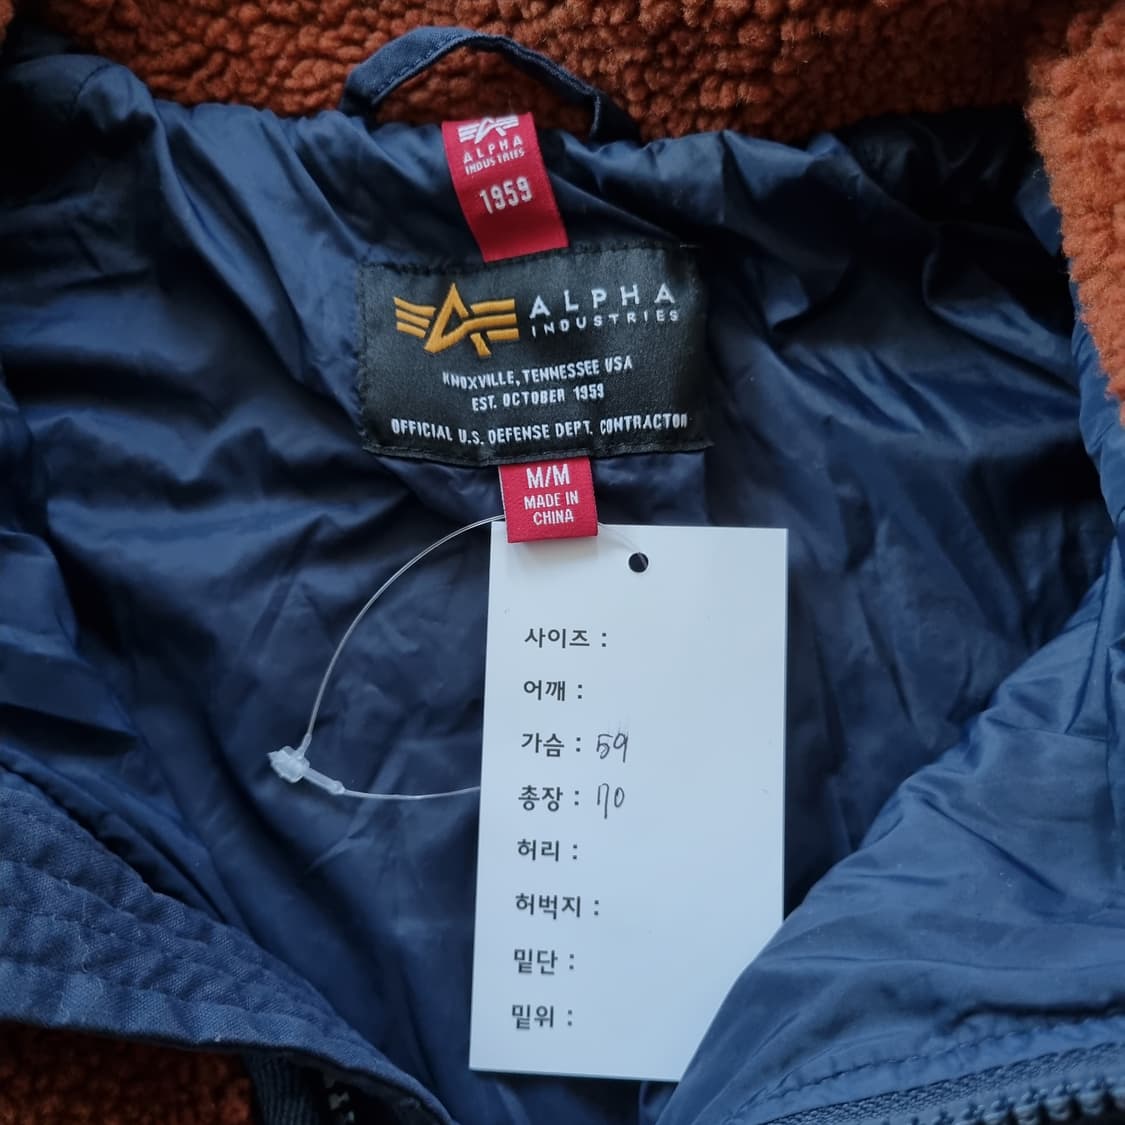 ALPHA
INDUSTRIES
1959
ALPHA
INDUSTRIES
KNOXVILLE, TENNESSEE USA
EST. OCTOBER 1959
OFFICIAL U.S. DEFENSE DEPT. CONTRACTOR
M/M
MADE IN
CHINA
사이즈 :
어깨 :
가슴 : 59
총장 : 70
허리 :
허벅지 :
밑단 :
밑위 :